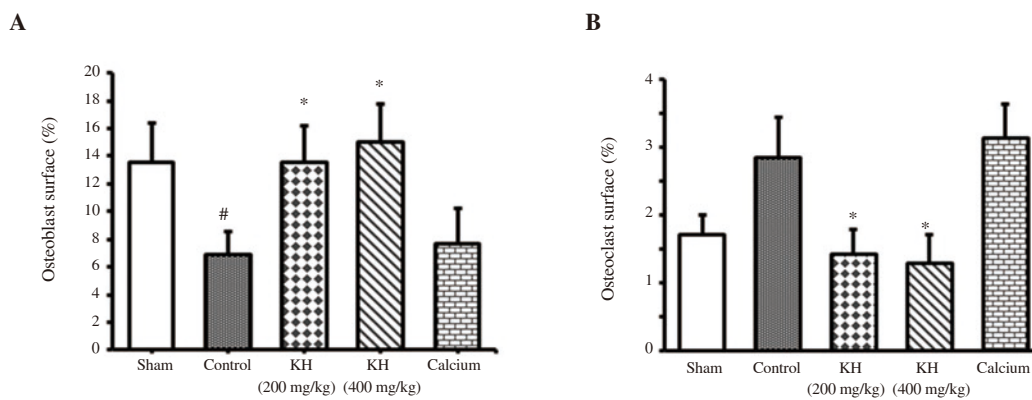 A
B
Osteoblast surface (%)
20
18
16
14
12
10
8
6
4
2
0
*
*
#
Sham Control KH KH Calcium
(200 mg/kg) (400 mg/kg)
Osteoclast surface (%)
4
3
2
1
0
*
*
Sham Control KH KH Calcium
(200 mg/kg) (400 mg/kg)